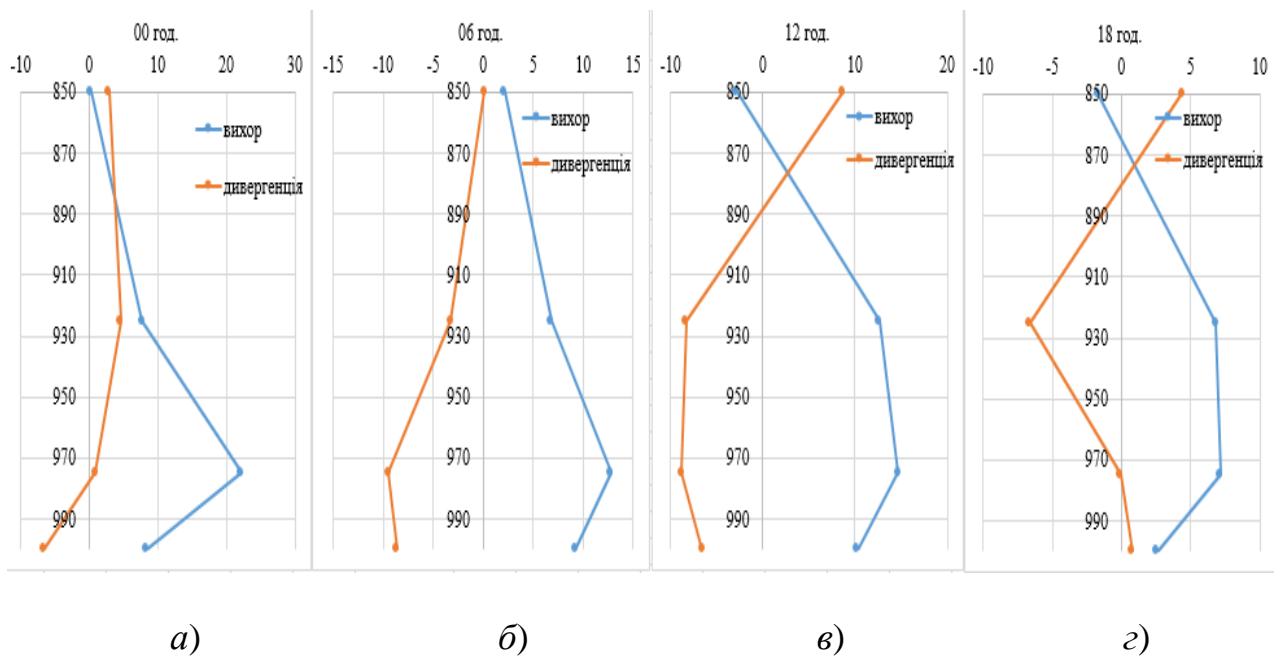 00 год.
-10 0 10 20 30
850
870
890
910
930
950
970
990
вихор
дивергенція
06 год.
-15 -10 -5 0 5 10 15
850
870
890
910
930
950
970
990
вихор
дивергенція
12 год.
-10 0 10 20
850
870
890
910
930
950
970
990
вихор
дивергенція
18 год.
-10 -5 0 5 10
850
870
890
910
930
950
970
990
вихор
дивергенція
а) б) в) г)